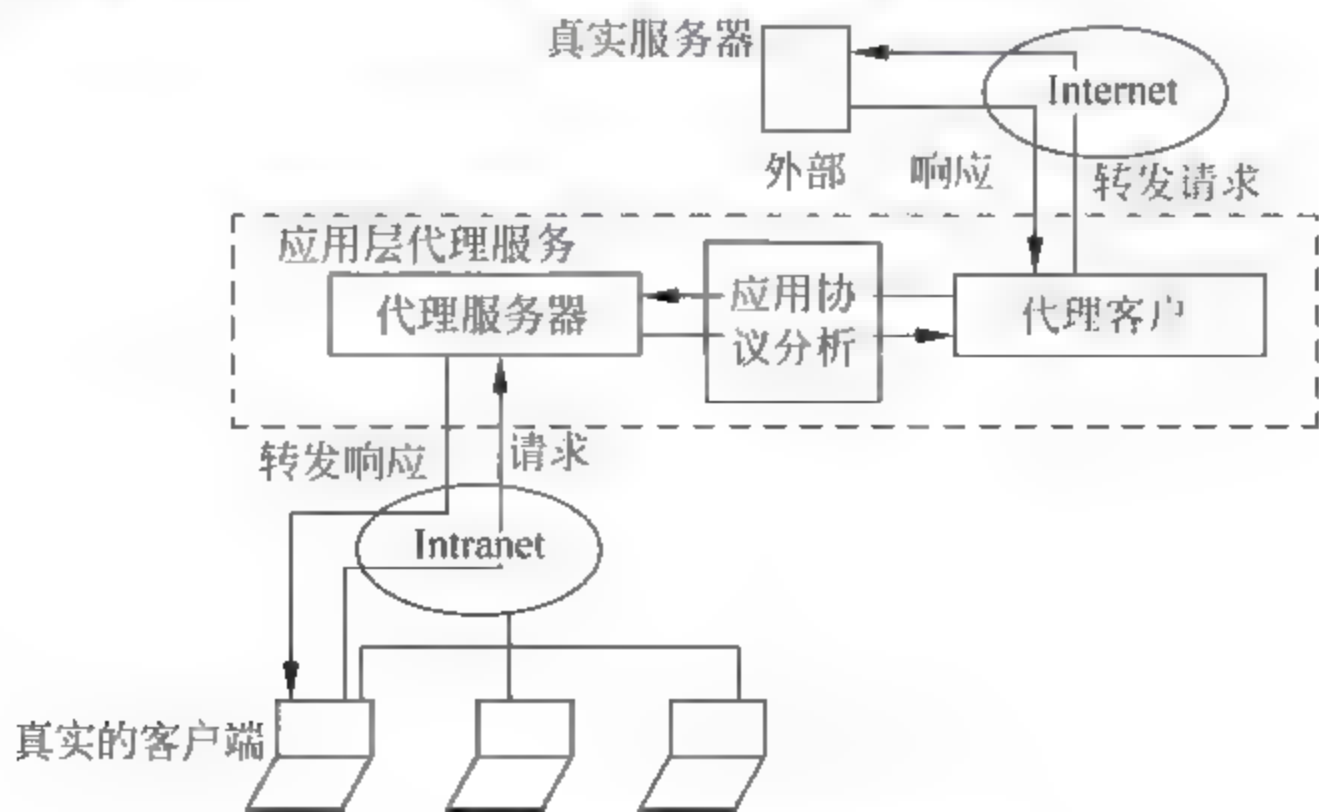 真实服务器
Internet
外部
响应
转发请求
应用层代理服务
代理服务器
应用协
议分析
代理客户
转发响应
请求
Intranet
真实的客户端